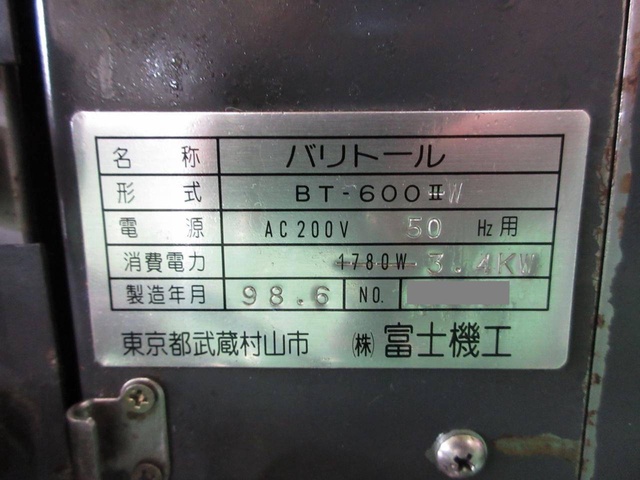 名称 バリトール
形式 BT-600ⅡW
電源 AC200V 50 Hz用
消費電力 1780W 3.4KW
製造年月 98.6 NO.
東京都武蔵村山市 ㈱富士機工